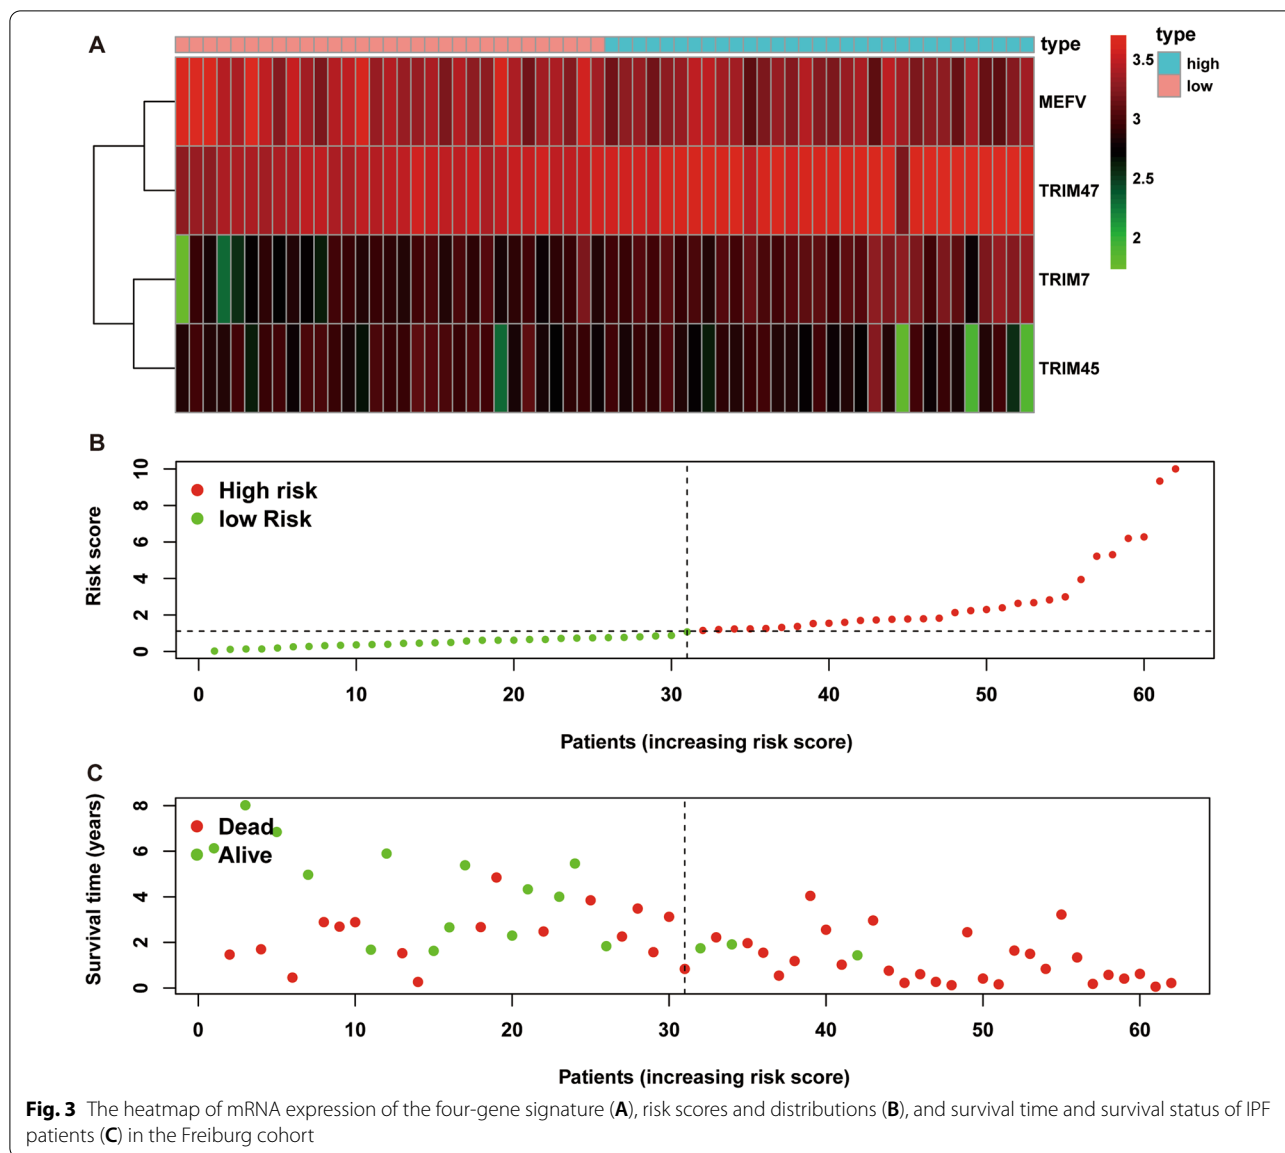 A
type
MEFV
TRIM47
TRIM7
TRIM45
3.5
3
2.5
2
type
high
low
B
Risk score
10
8
6
4
2
0
High risk
low Risk
0 10 20 30 40 50 60
Patients (increasing risk score)
C
Survival time (years)
8
6
4
2
0
Dead
Alive
0 10 20 30 40 50 60
Patients (increasing risk score)
Fig. 3 The heatmap of mRNA expression of the four-gene signature (A), risk scores and distributions (B), and survival time and survival status of IPF
patients (C) in the Freiburg cohort